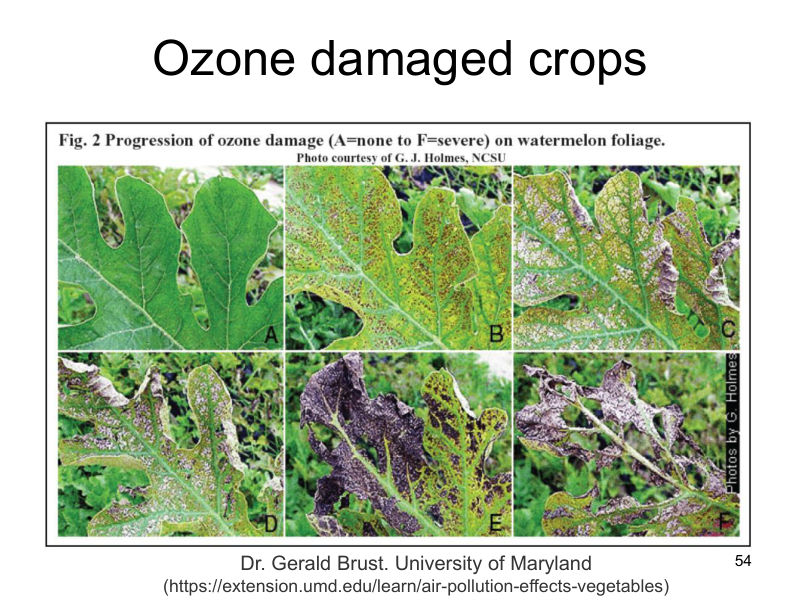 Ozone damaged crops
Fig. 2 Progression of ozone damage (A=none to F=severe) on watermelon foliage.
Photo courtesy of G. J. Holmes, NCSU
A
B
C
D
E
F
Photos by G. Holmes
Dr. Gerald Brust. University of Maryland
(https://extension.umd.edu/learn/air-pollution-effects-vegetables)
54